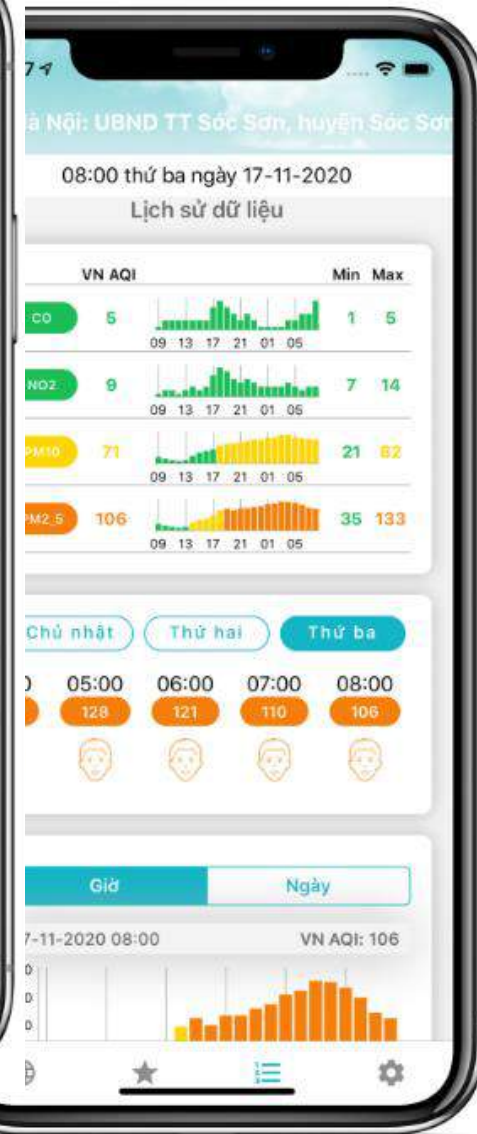 à Nội: UBND TT Sóc Sơn, huyện Sóc Sơn
08:00 thứ ba ngày 17-11-2020
Lịch sử dữ liệu
VN AQI Min Max
CO 5 1 5
09 13 17 21 01 05
NO2 9 7 14
09 13 17 21 01 05
PM10 71 21 82
09 13 17 21 01 05
PM2_5 106 35 133
09 13 17 21 01 05
Chủ nhật Thứ hai Thứ ba
05:00 06:00 07:00 08:00
128 121 110 106
Giờ Ngày
7-11-2020 08:00 VN AQI: 106